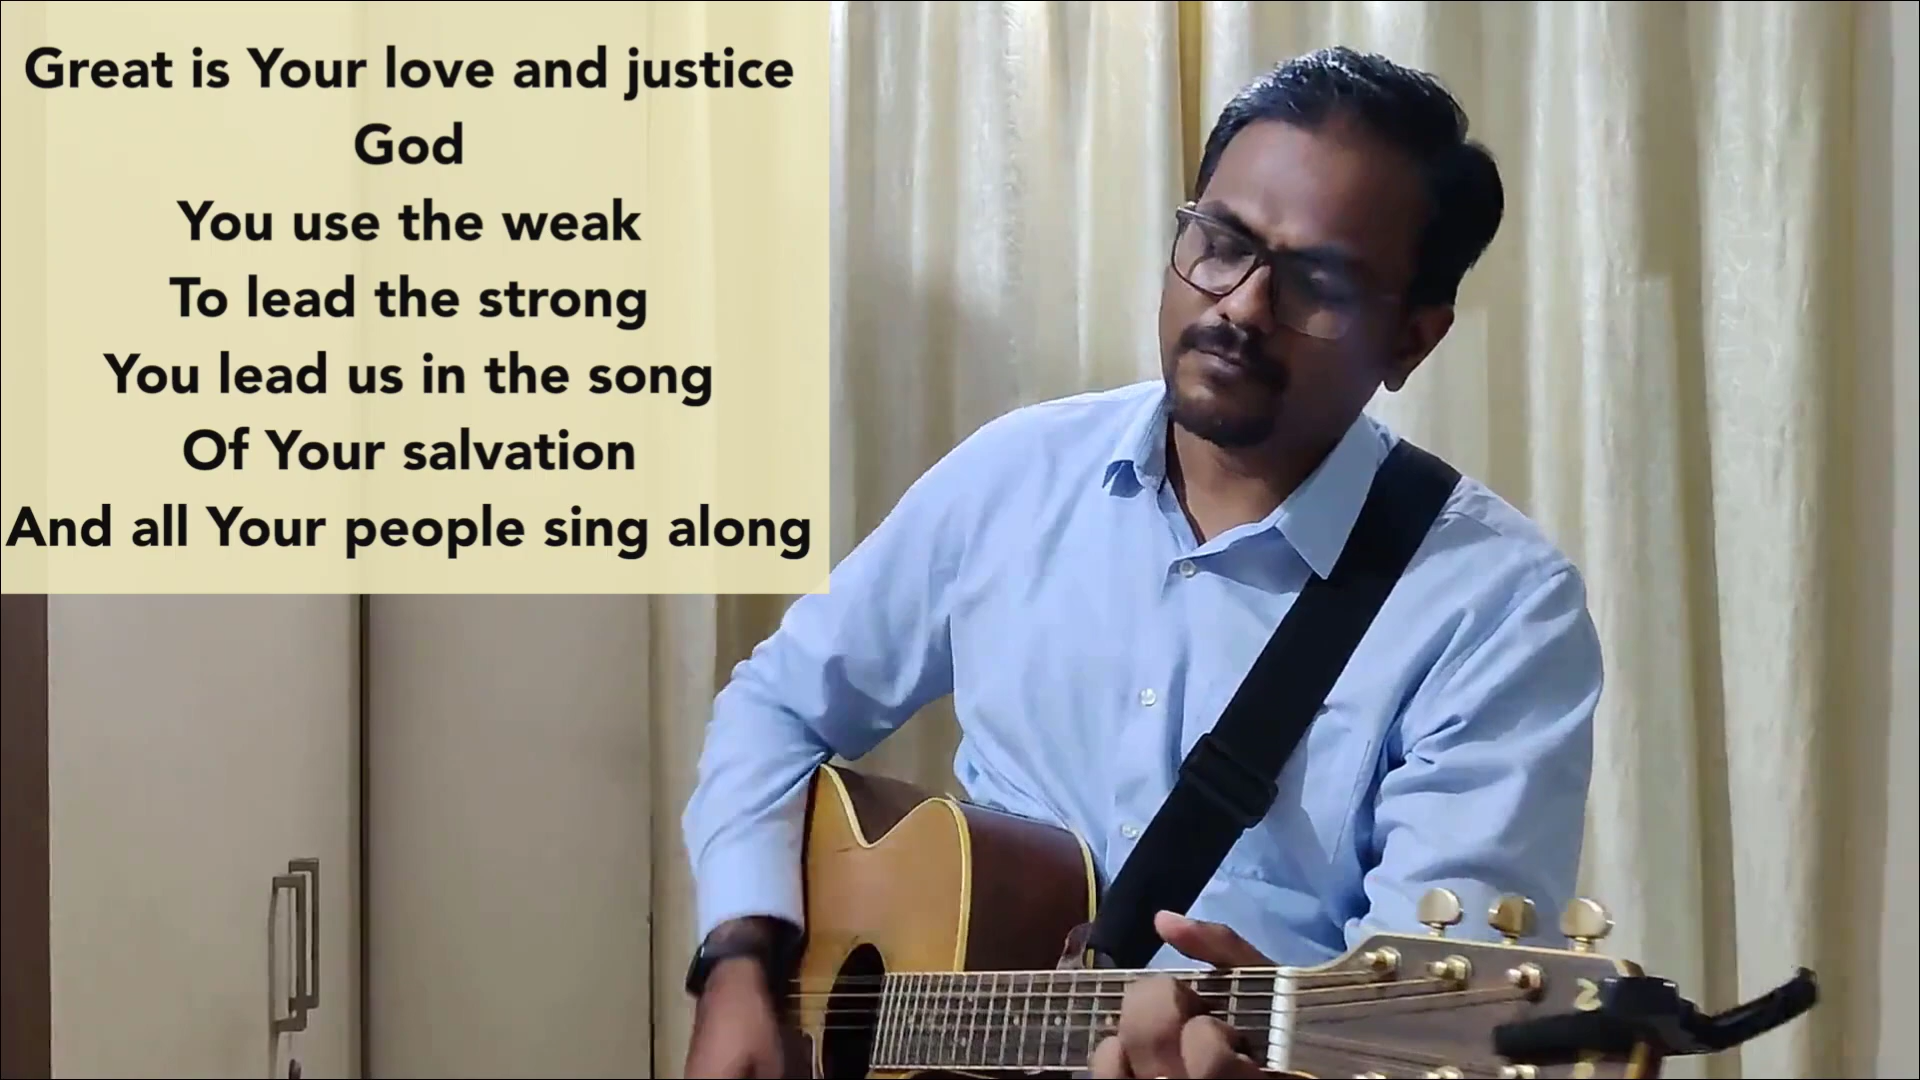 Great is Your love and justice
God
You use the weak
To lead the strong
You lead us in the song
Of Your salvation
And all Your people sing along